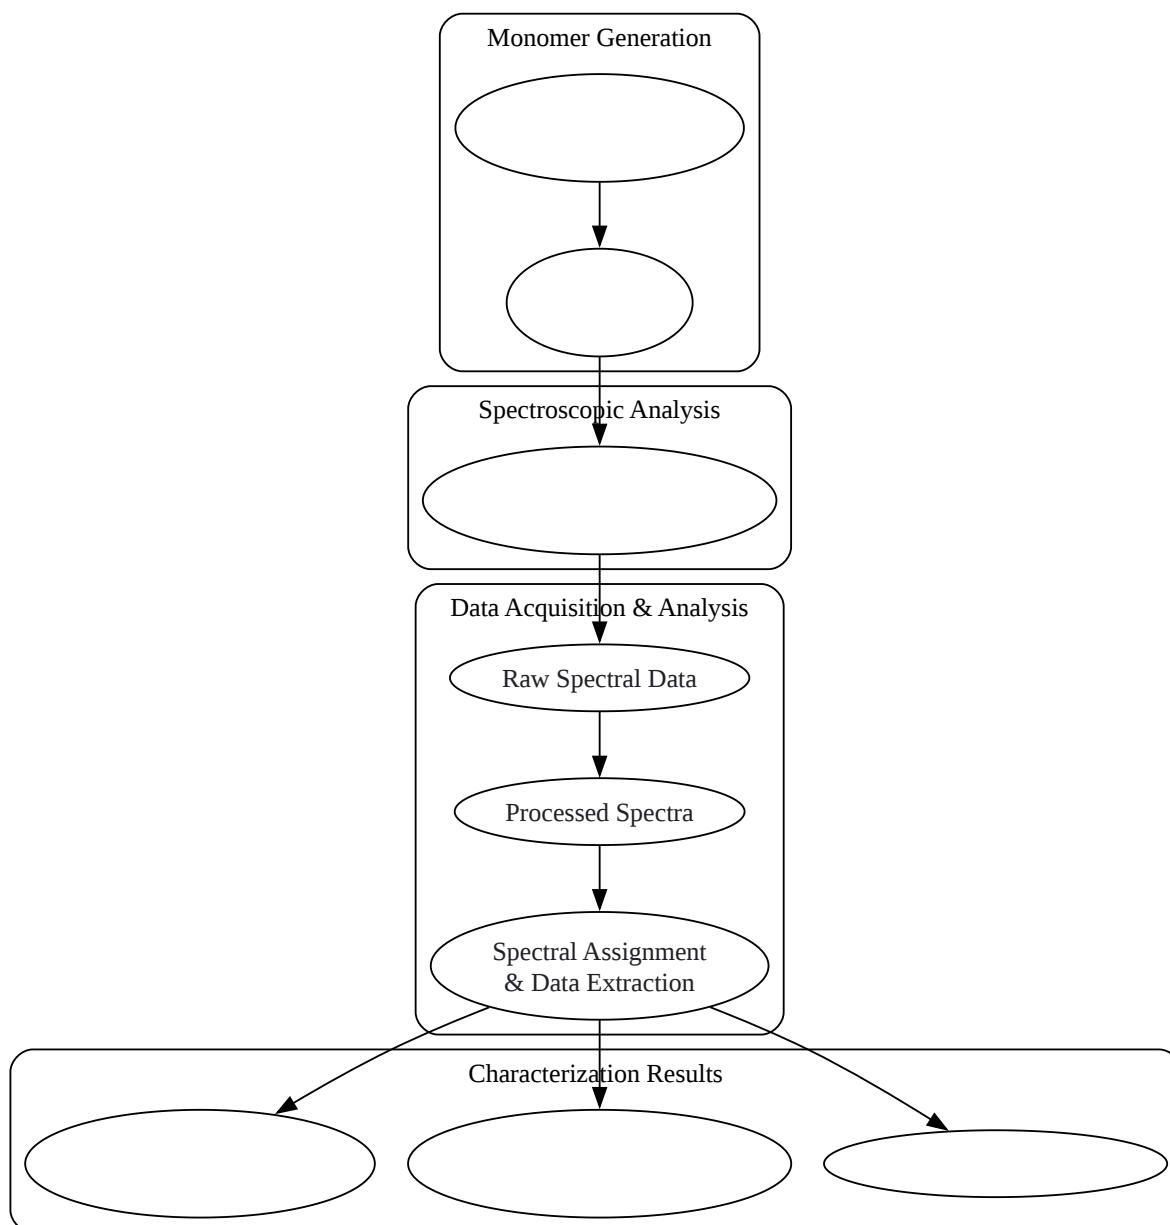 Monomer Generation
Spectroscopic Analysis
Data Acquisition & Analysis
Raw Spectral Data
Processed Spectra
Spectral Assignment
& Data Extraction
Characterization Results